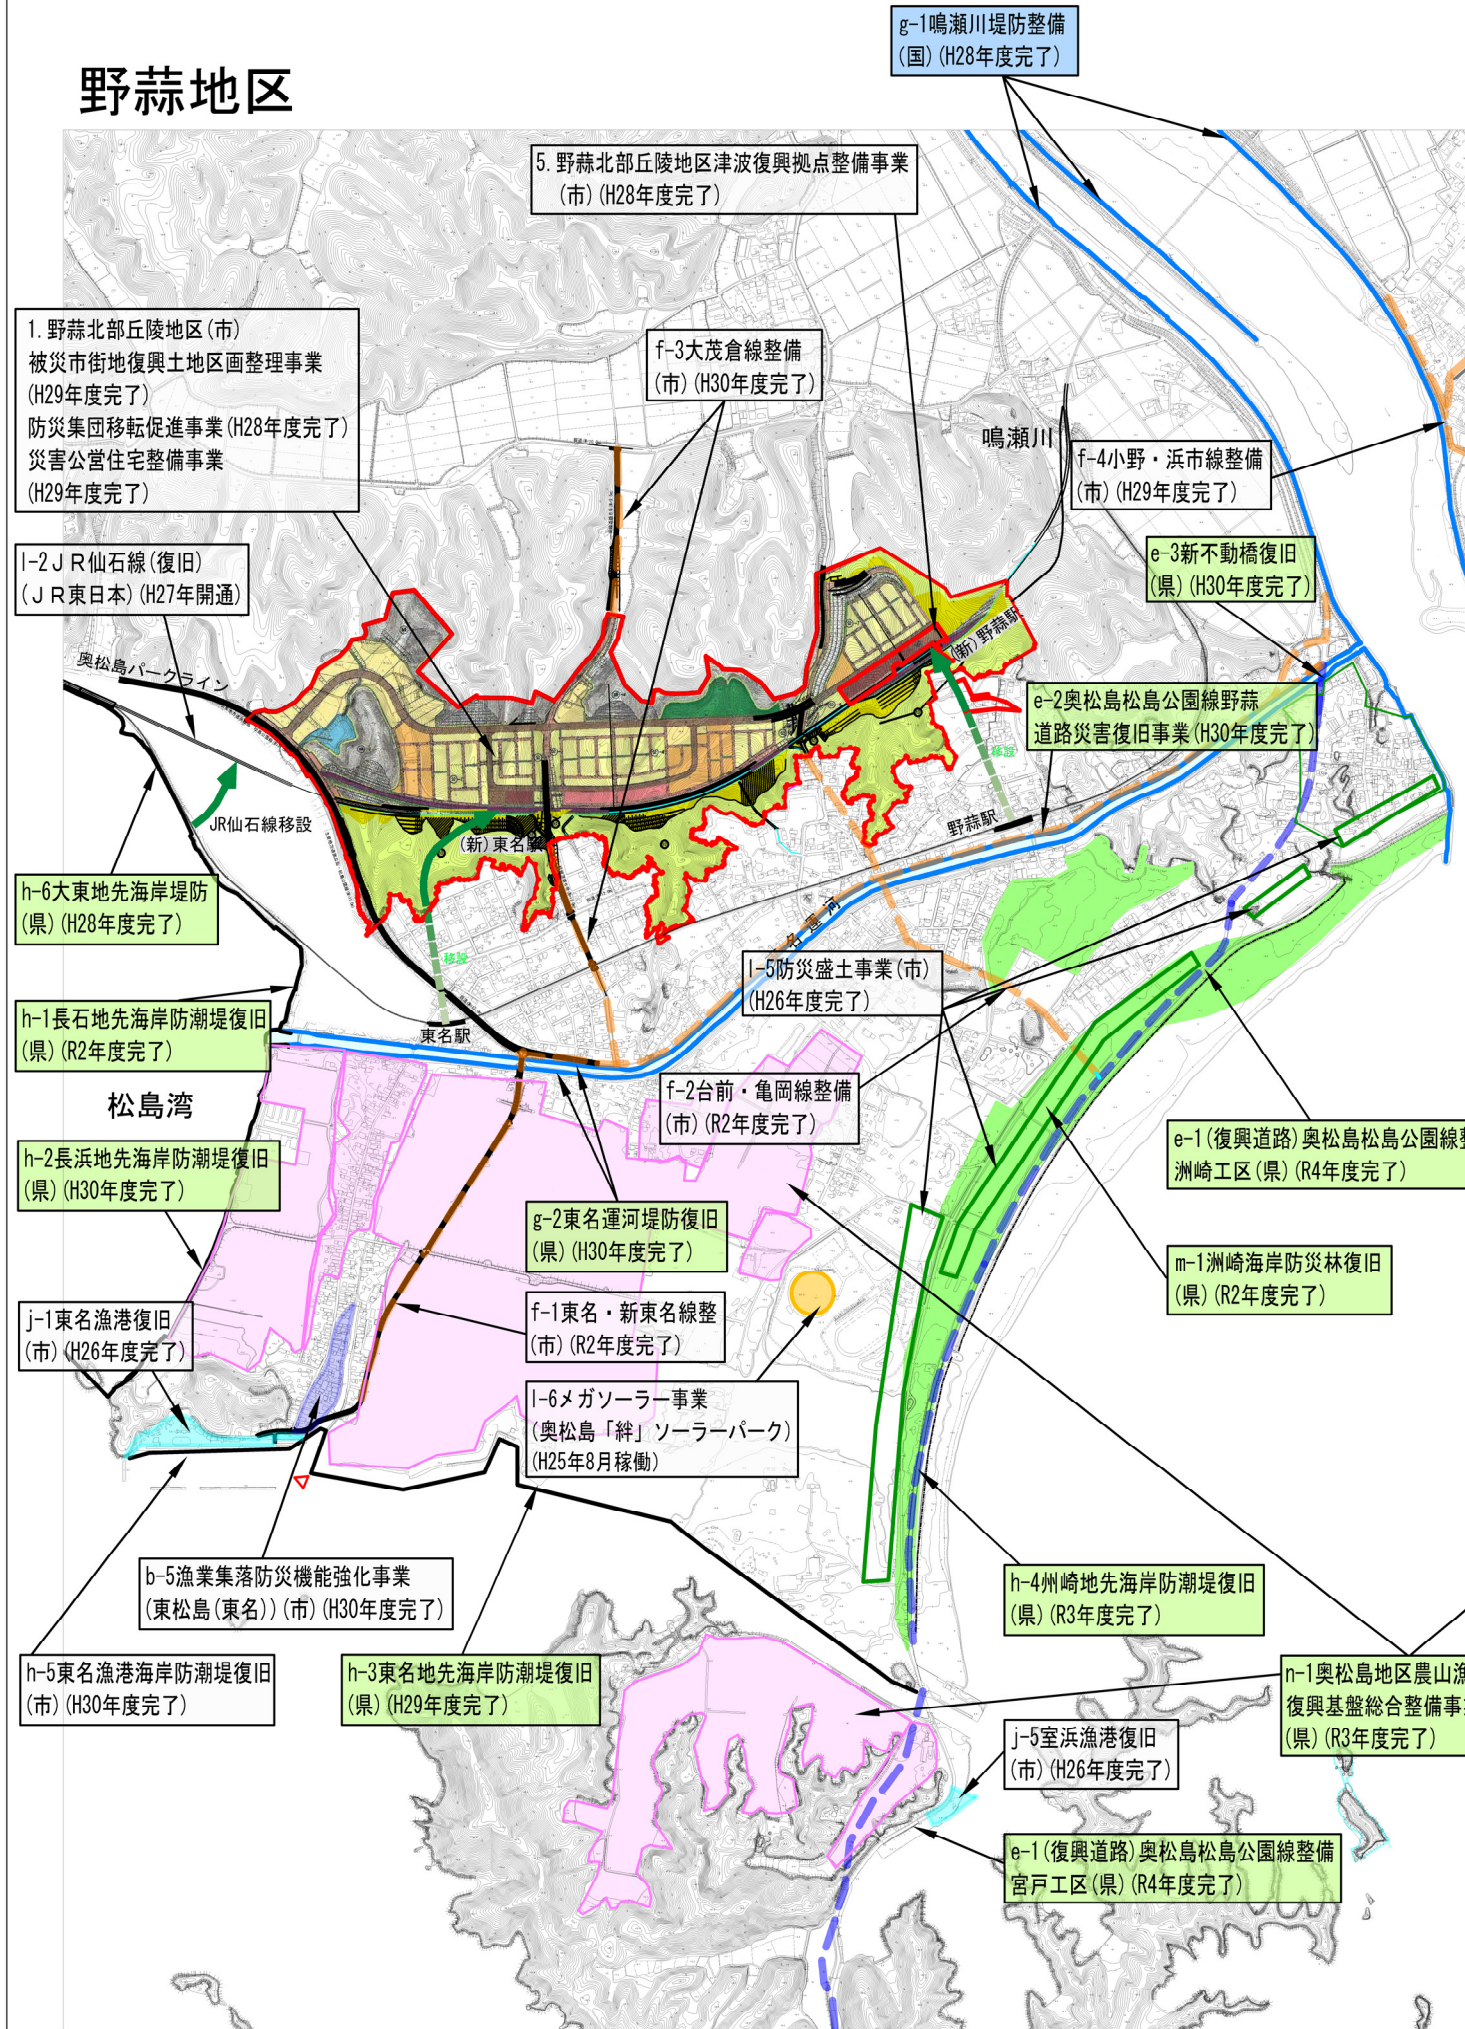 野蒜地区
g-1鳴瀬川堤防整備
(国)(H28年度完了)
5.野蒜北部丘陵地区津波復興拠点整備事業
(市)(H28年度完了)
1.野蒜北部丘陵地区(市)
被災市街地復興土地区画整理事業
(H29年度完了)
防災集団移転促進事業(H28年度完了)
災害公営住宅整備事業
(H29年度完了)
f-3大茂倉線整備
(市)(H30年度完了)
鳴瀬川
f-4小野・浜市線整備
(市)(H29年度完了)
l-2ＪＲ仙石線(復旧)
(ＪＲ東日本)(H27年開通)
e-3新不動橋復旧
(県)(H30年度完了)
奥松島パークライン
(新)野蒜駅
e-2奥松島松島公園線野蒜
道路災害復旧事業(H30年度完了)
移設
JR仙石線移設
野蒜駅
(新)東名駅
h-6大東地先海岸堤防
(県)(H28年度完了)
移設
l-5防災盛土事業(市)
(H26年度完了)
h-1長石地先海岸防潮堤復旧
(県)(R2年度完了)
東名駅
松島湾
f-2台前・亀岡線整備
(市)(R2年度完了)
e-1(復興道路)奥松島松島公園線整
洲崎工区(県)(R4年度完了)
h-2長浜地先海岸防潮堤復旧
(県)(H30年度完了)
g-2東名運河堤防復旧
(県)(H30年度完了)
m-1洲崎海岸防災林復旧
(県)(R2年度完了)
j-1東名漁港復旧
(市)(H26年度完了)
f-1東名・新東名線整
(市)(R2年度完了)
l-6メガソーラー事業
(奥松島「絆」ソーラーパーク)
(H25年8月稼働)
b-5漁業集落防災機能強化事業
(東松島(東名))(市)(H30年度完了)
h-4州崎地先海岸防潮堤復旧
(県)(R3年度完了)
h-5東名漁港海岸防潮堤復旧
(市)(H30年度完了)
h-3東名地先海岸防潮堤復旧
(県)(H29年度完了)
n-1奥松島地区農山漁
復興基盤総合整備事業
(県)(R3年度完了)
j-5室浜漁港復旧
(市)(H26年度完了)
e-1(復興道路)奥松島松島公園線整備
宮戸工区(県)(R4年度完了)